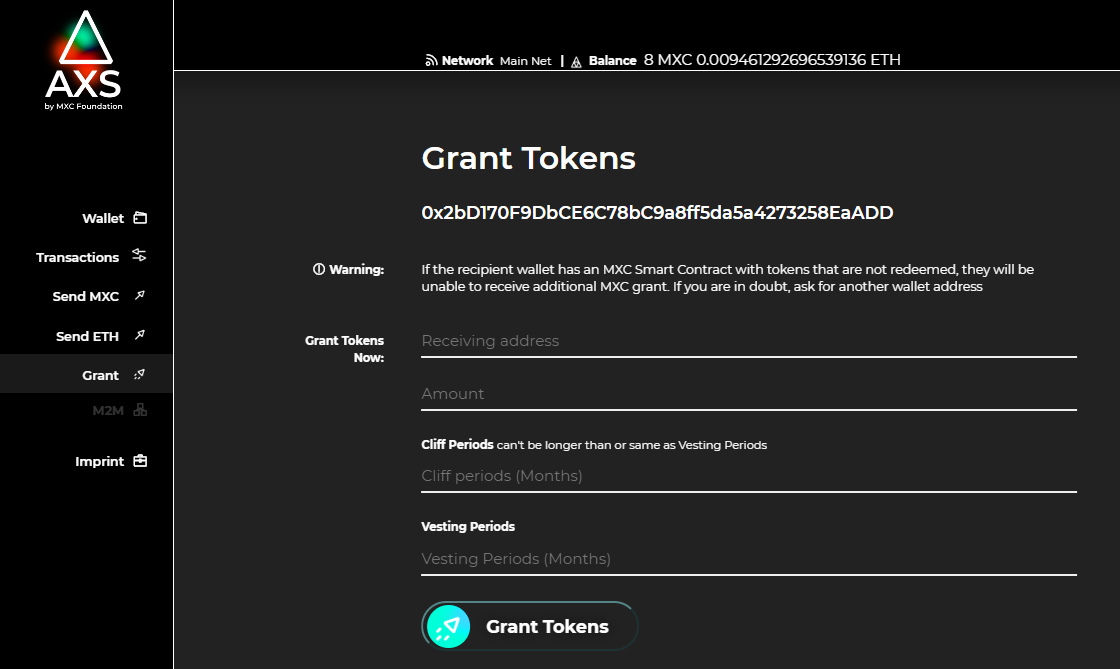 AXS
by MXC Foundation
Network Main Net | Balance 8 MXC 0.009461292696539136 ETH
Wallet
Transactions
Send MXC
Send ETH
Grant
M2M
Imprint
Grant Tokens
0x2bD170F9DbCE6C78bC9a8ff5da5a4273258EaADD
Warning:
If the recipient wallet has an MXC Smart Contract with tokens that are not redeemed, they will be
unable to receive additional MXC grant. If you are in doubt, ask for another wallet address
Grant Tokens
Now:
Receiving address
Amount
Cliff Periods can't be longer than or same as Vesting Periods
Cliff periods (Months)
Vesting Periods
Vesting Periods (Months)
Grant Tokens